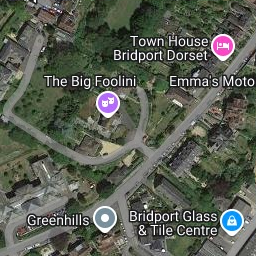 Town House
Bridport Dorset
The Big Foolini
Emma's Moto
Greenhills
Bridport Glass
& Tile Centre